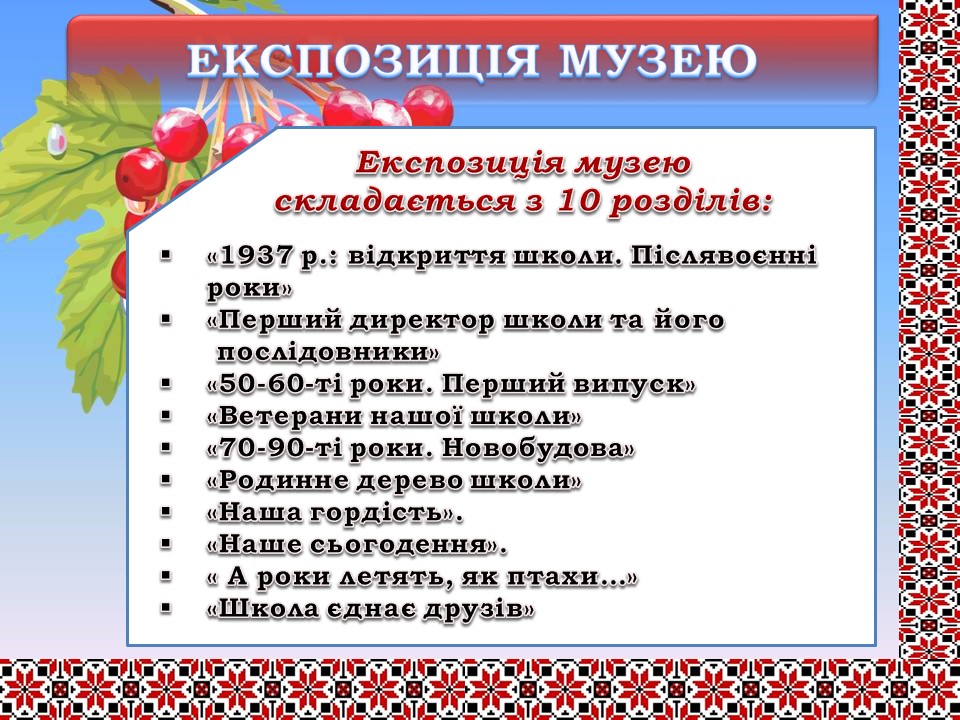 ЕКСПОЗИЦІЯ МУЗЕЮ
Експозиція музею
складається з 10 розділів:
▪ «1937 р.: відкриття школи. Післявоєнні
роки»
▪ «Перший директор школи та його
послідовники»
▪ «50-60-ті роки. Перший випуск»
▪ «Ветерани нашої школи»
▪ «70-90-ті роки. Новобудова»
▪ «Родинне дерево школи»
▪ «Наша гордість».
▪ «Наше сьогодення».
▪ « А роки летять, як птахи...»
▪ «Школа єднає друзів»